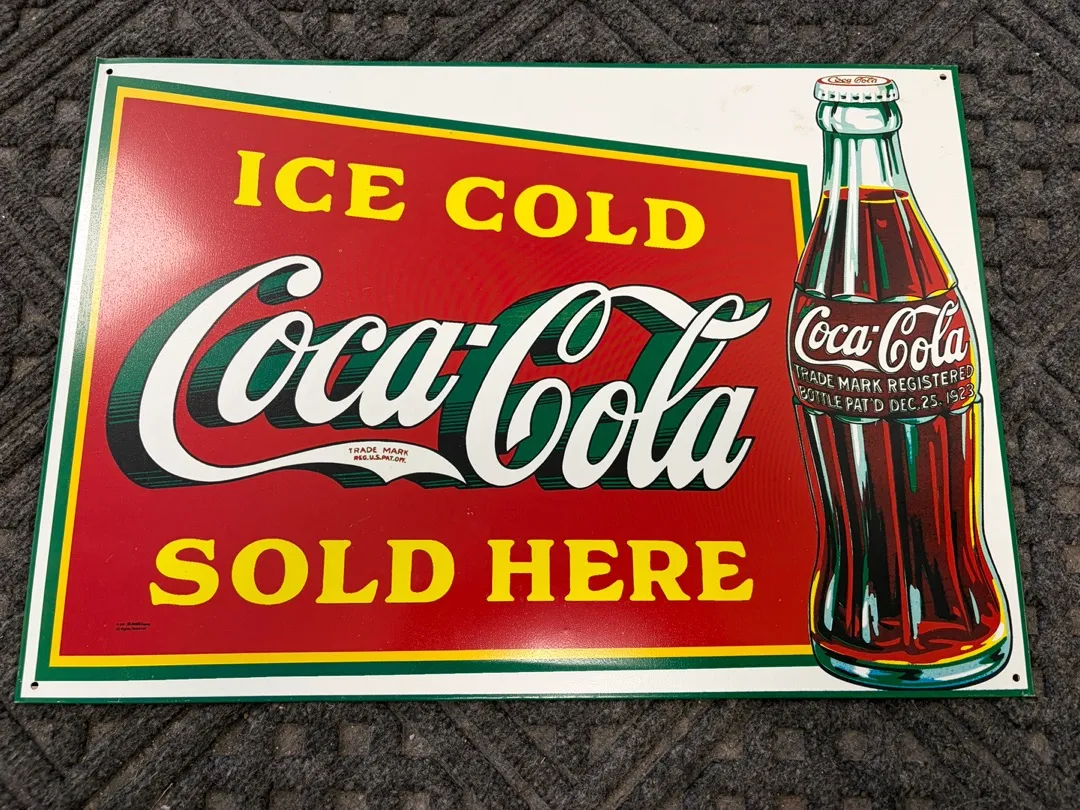 ICE COLD
Coca-Cola
TRADE MARK
REG. U.S. PAT. OFF.
SOLD HERE
Coca-Cola
Coca-Cola
TRADE MARK REGISTERED
BOTTLE PAT'D DEC. 25, 1923